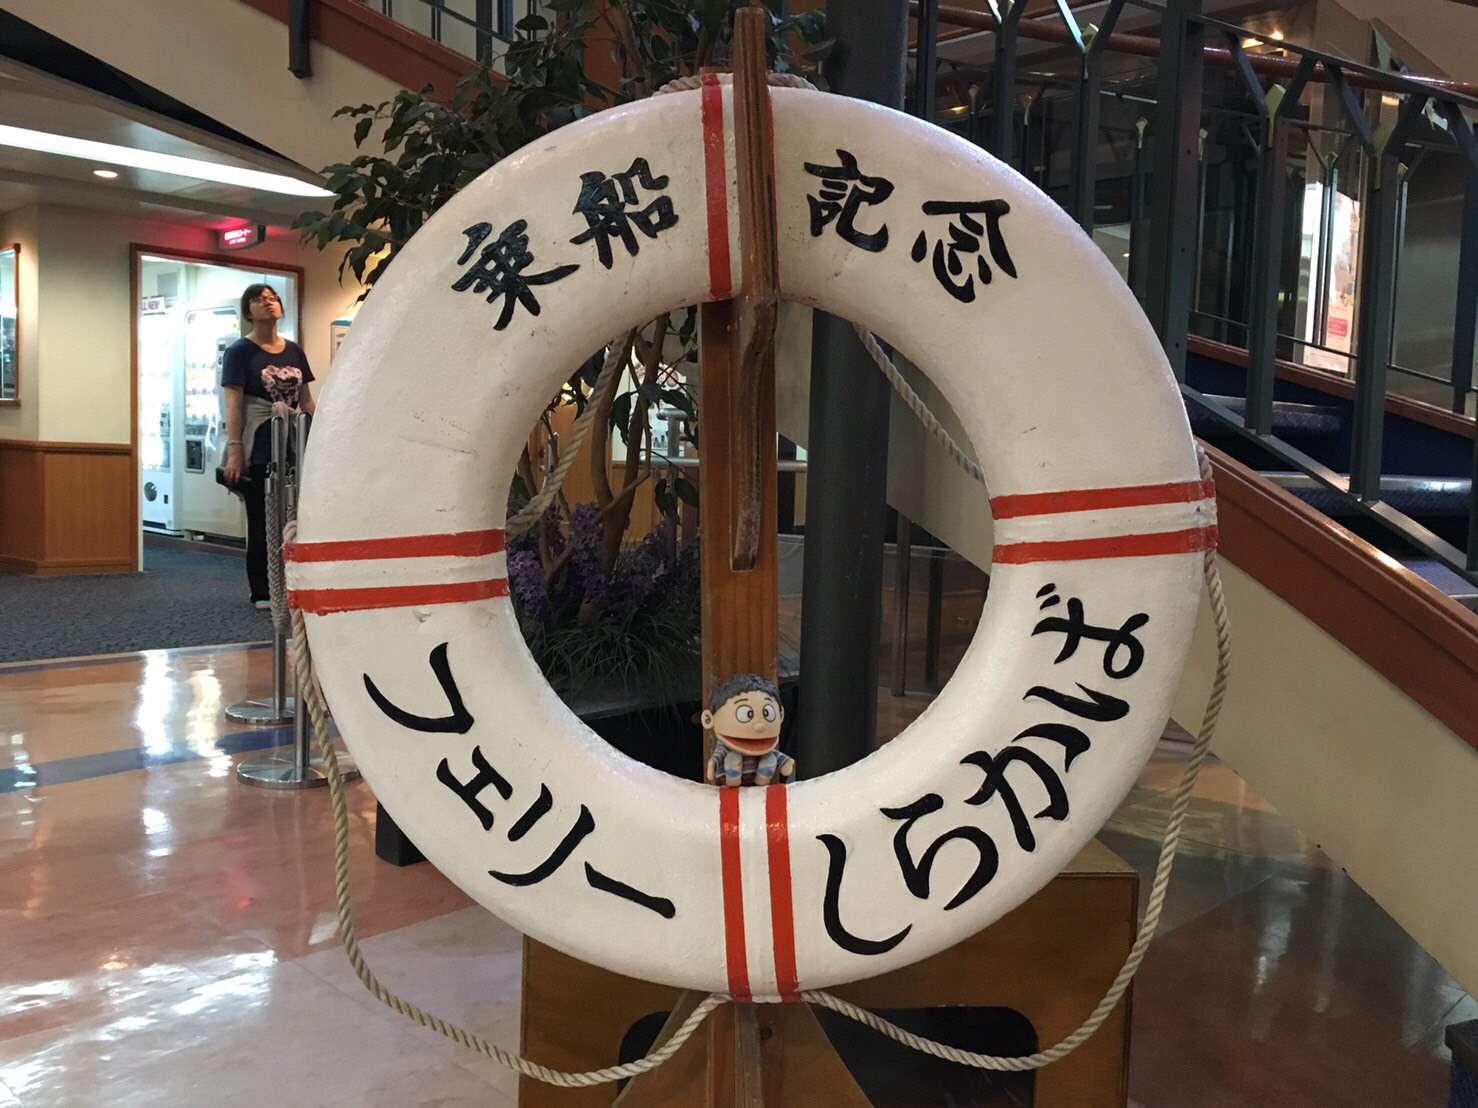 乗船 記念
フェリー しらかば